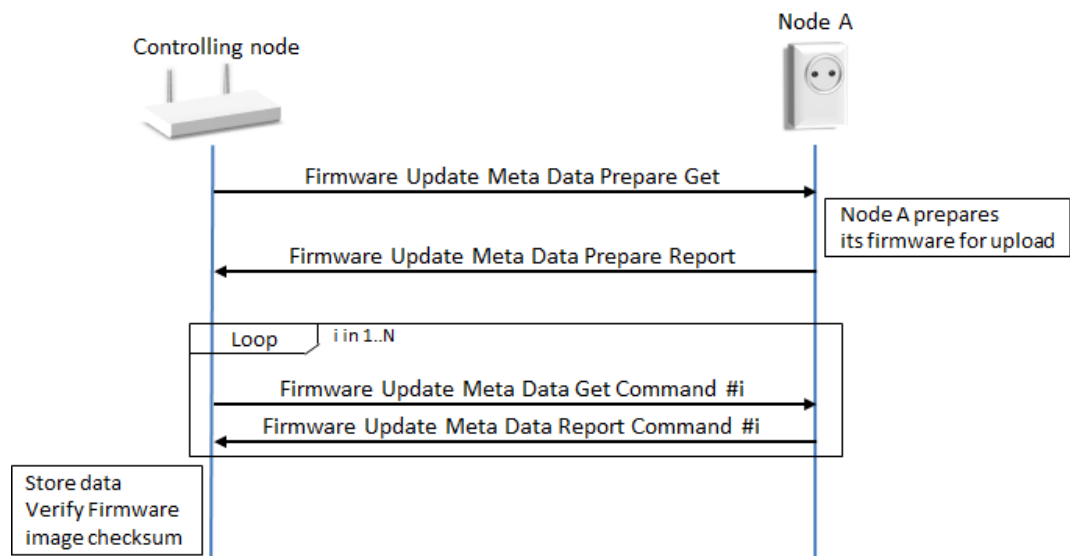 Node A
Controlling node
Firmware Update Meta Data Prepare Get
Node A prepares
its firmware for upload
Firmware Update Meta Data Prepare Report
Loop
i in 1..N
Firmware Update Meta Data Get Command #i
Firmware Update Meta Data Report Command #i
Store data
Verify Firmware
image checksum